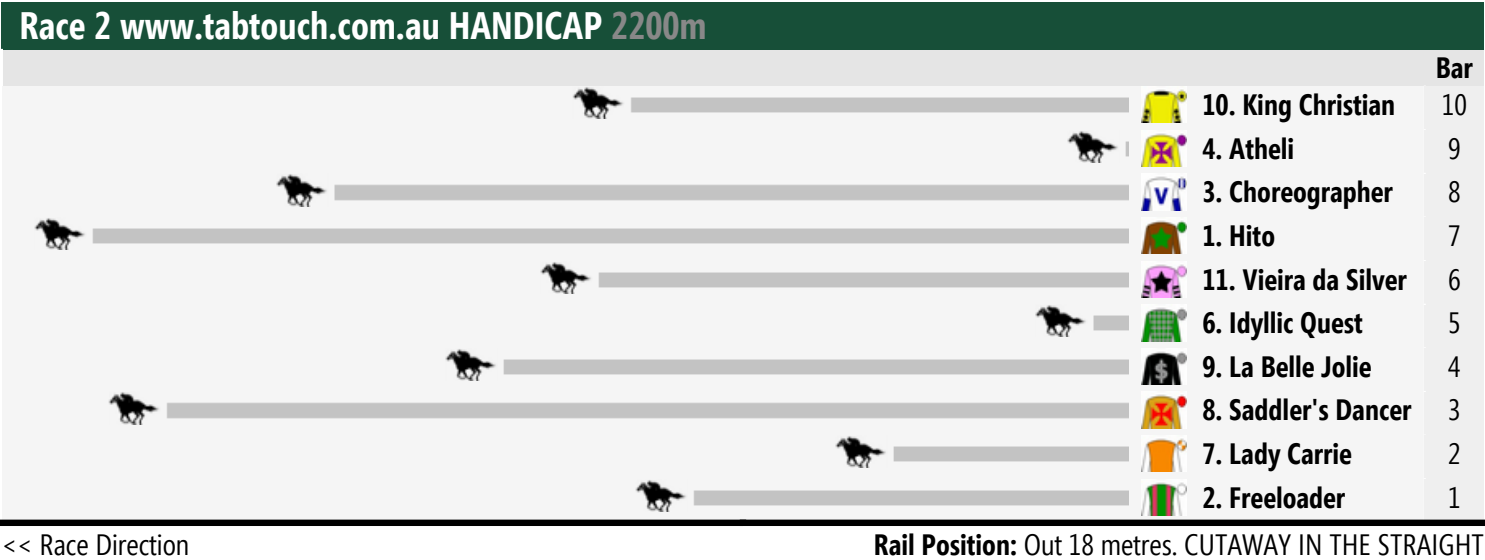 Race 2 www.tabtouch.com.au HANDICAP 2200m
Bar
10. King Christian 10
4. Atheli 9
V 3. Choreographer 8
1. Hito 7
11. Vieira da Silver 6
6. Idyllic Quest 5
$ 9. La Belle Jolie 4
8. Saddler's Dancer 3
7. Lady Carrie 2
2. Freeloader 1
<< Race Direction Rail Position: Out 18 metres. CUTAWAY IN THE STRAIGHT